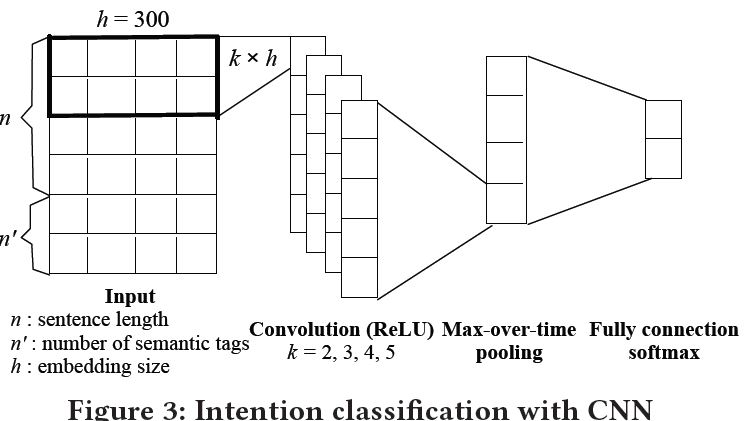 h = 300
k × h
n
n'
Input
n : sentence length
n' : number of semantic tags
h : embedding size
Convolution (ReLU)
k = 2, 3, 4, 5
Max-over-time
pooling
Fully connection
softmax
Figure 3: Intention classification with CNN